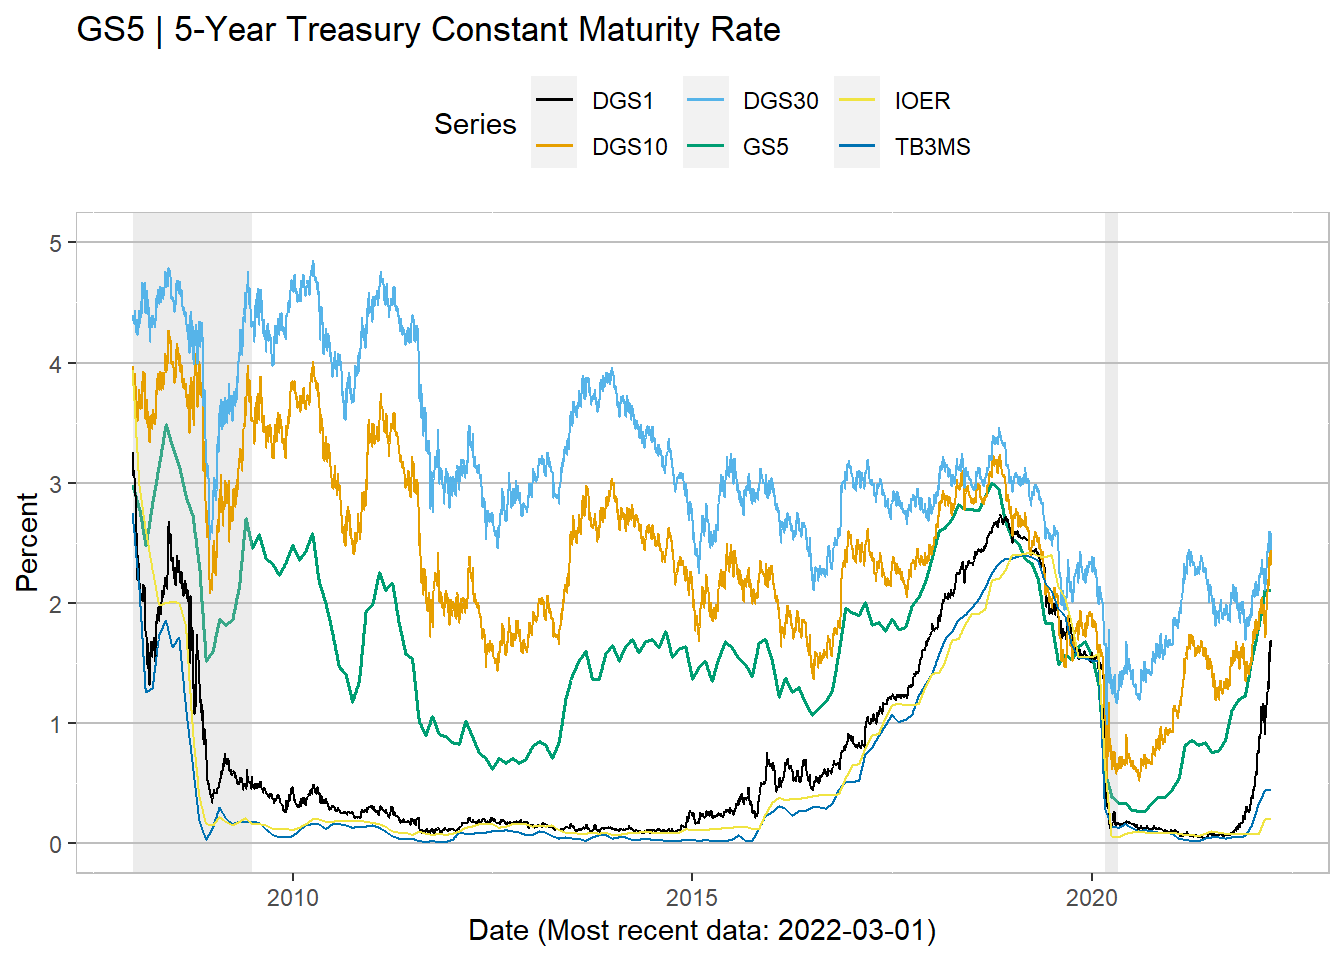 GS5 | 5-Year Treasury Constant Maturity Rate
Series
DGS1 DGS30 IOER
DGS10 GS5 TB3MS
5
4
3
2
1
0
Percent
2010 2015 2020
Date (Most recent data: 2022-03-01)